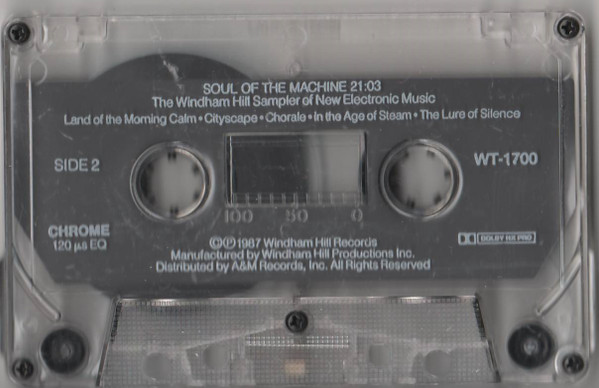 SOUL OF THE MACHINE 21:03
The Windham Hill Sampler of New Electronic Music
Land of the Morning Calm • Cityscape • Chorale • In the Age of Steam • The Lure of Silence
SIDE 2
WT-1700
100 50 0
CHROME
120 µs EQ
DOLBY HX PRO
©℗1987 Windham Hill Records
Manufactured by Windham Hill Productions Inc.
Distributed by A&M Records, Inc. All Rights Reserved